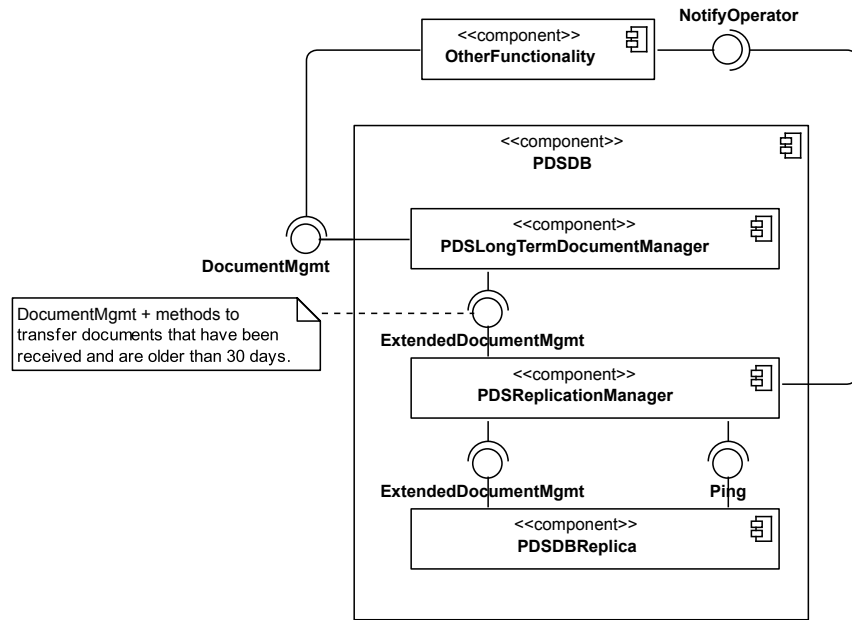 NotifyOperator
<<component>>
OtherFunctionality
<<component>>
PDSDB
<<component>>
PDSLongTermDocumentManager
DocumentMgmt
DocumentMgmt + methods to
transfer documents that have been
received and are older than 30 days.
ExtendedDocumentMgmt
<<component>>
PDSReplicationManager
ExtendedDocumentMgmt
Ping
<<component>>
PDSDBReplica